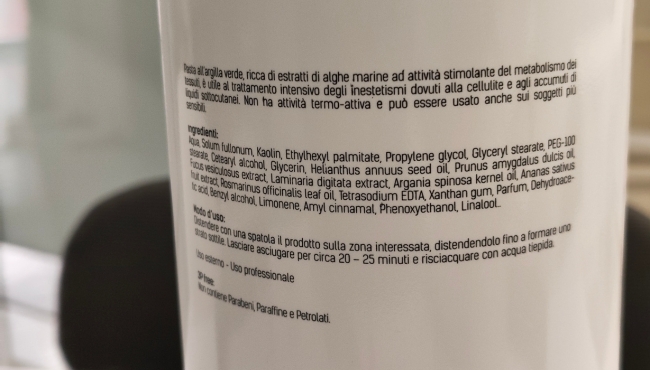 Pasta all'argilla verde, ricca di estratti di alghe marine ad attività stimolante del metabolismo dei
tessuti, è utile al trattamento intensivo degli inestetismi dovuti alla cellulite e agli accumuli di
liquidi sottocutanei. Non ha attività termo-attiva e può essere usato anche sui soggetti più
sensibili.
Ingredienti:
Aqua, Solum fullonum, Kaolin, Ethylhexyl palmitate, Propylene glycol, Glyceryl stearate, PEG-100
stearate, Cetearyl alcohol, Glycerin, Helianthus annuus seed oil, Prunus amygdalus dulcis oil,
Fucus vesiculosus extract, Laminaria digitata extract, Argania spinosa kernel oil, Ananas sativus
fruit extract, Rosmarinus officinalis leaf oil, Tetrasodium EDTA, Xanthan gum, Parfum, Dehydroace-
tic acid, Benzyl alcohol, Limonene, Amyl cinnamal, Phenoxyethanol, Linalool..
Modo d'uso:
Distendere con una spatola il prodotto sulla zona interessata, distendendolo fino a formare uno
strato sottile. Lasciare asciugare per circa 20 – 25 minuti e risciacquare con acqua tiepida.
Uso esterno - Uso professionale
3P free:
Non contiene Parabeni, Paraffine e Petrolati.